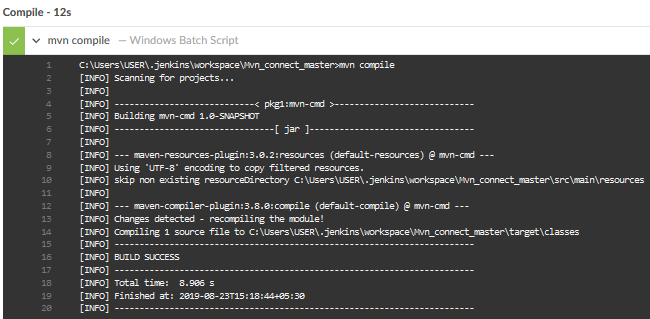 Compile - 12s
mvn compile — Windows Batch Script
1 C:\Users\USER\.jenkins\workspace\Mvn_connect_master>mvn compile
2 [INFO] Scanning for projects...
3 [INFO]
4 [INFO] ----------------------------< pkg1:mvn-cmd >----------------------------
5 [INFO] Building mvn-cmd 1.0-SNAPSHOT
6 [INFO] --------------------------------[ jar ]---------------------------------
7 [INFO]
8 [INFO] --- maven-resources-plugin:3.0.2:resources (default-resources) @ mvn-cmd ---
9 [INFO] Using 'UTF-8' encoding to copy filtered resources.
10 [INFO] skip non existing resourceDirectory C:\Users\USER\.jenkins\workspace\Mvn_connect_master\src\main\resources
11 [INFO]
12 [INFO] --- maven-compiler-plugin:3.8.0:compile (default-compile) @ mvn-cmd ---
13 [INFO] Changes detected - recompiling the module!
14 [INFO] Compiling 1 source file to C:\Users\USER\.jenkins\workspace\Mvn_connect_master\target\classes
15 [INFO] ------------------------------------------------------------------------
16 [INFO] BUILD SUCCESS
17 [INFO] ------------------------------------------------------------------------
18 [INFO] Total time:  8.906 s
19 [INFO] Finished at: 2019-08-23T15:18:44+05:30
20 [INFO] ------------------------------------------------------------------------